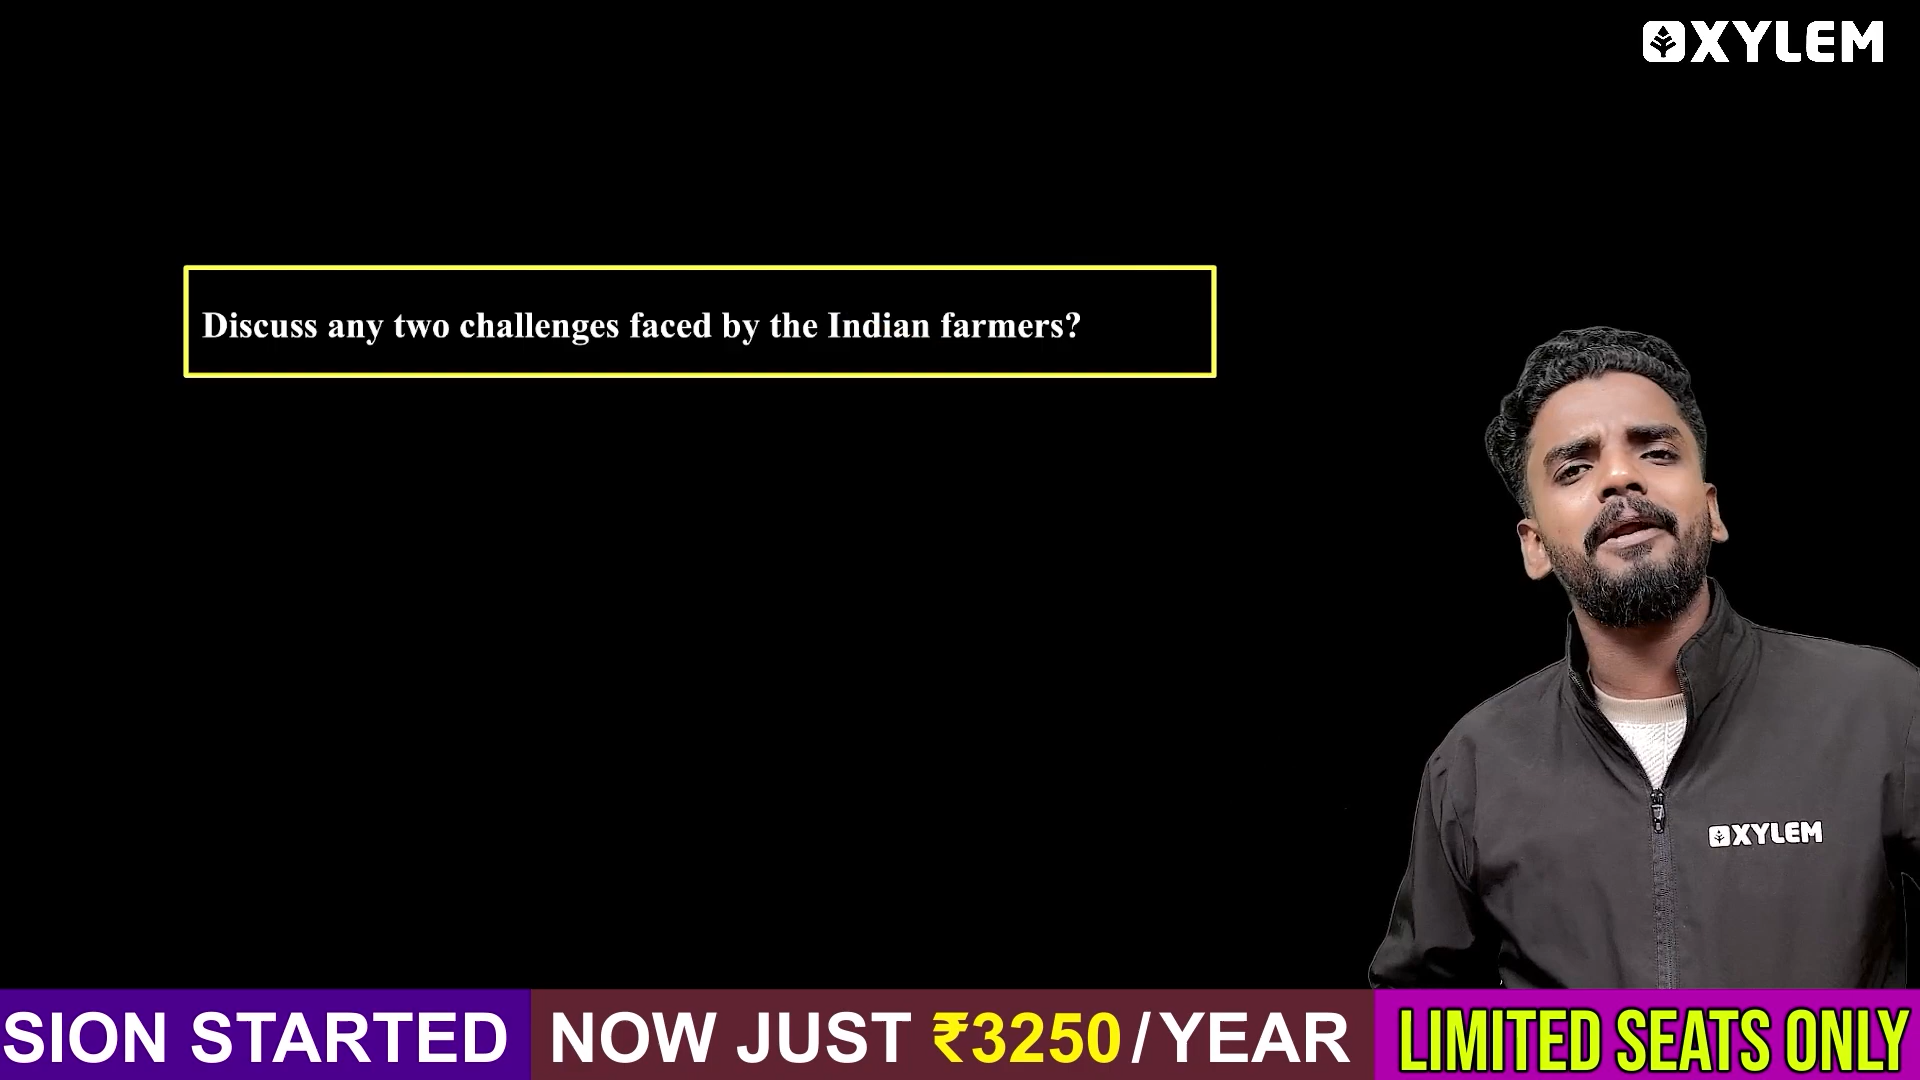 XYLEM
Discuss any two challenges faced by the Indian farmers?
XYLEM
SION STARTED
NOW JUST ₹3250/YEAR
LIMITED SEATS ONLY